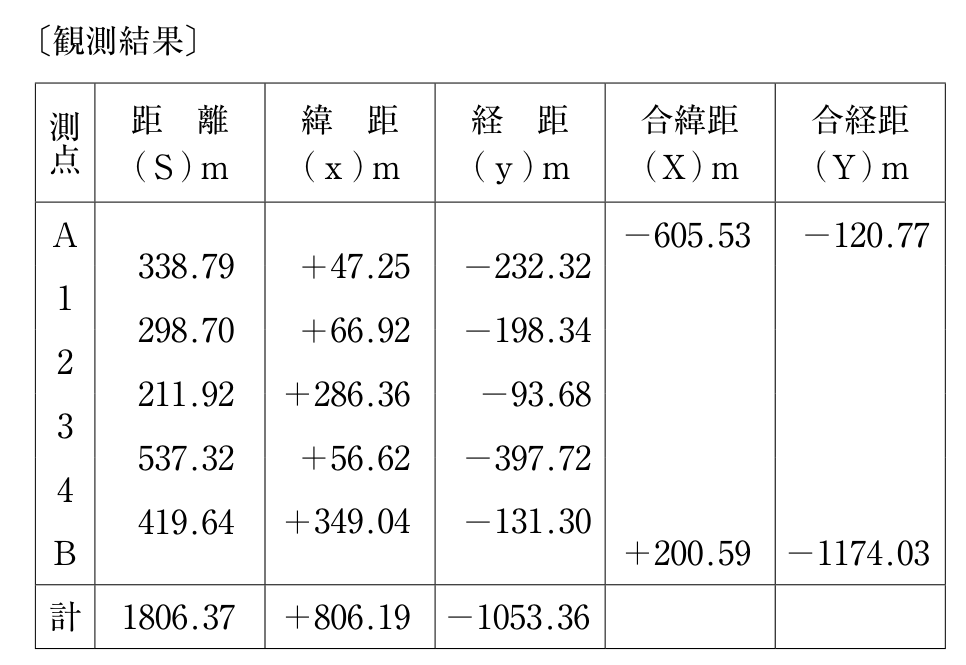 〔観測結果〕
測点 距離(S)m 緯距(x)m 経距(y)m 合緯距(X)m 合経距(Y)m
A −605.53 −120.77
338.79 +47.25 −232.32
1
298.70 +66.92 −198.34
2
211.92 +286.36 −93.68
3
537.32 +56.62 −397.72
4
419.64 +349.04 −131.30
B +200.59 −1174.03
計 1806.37 +806.19 −1053.36